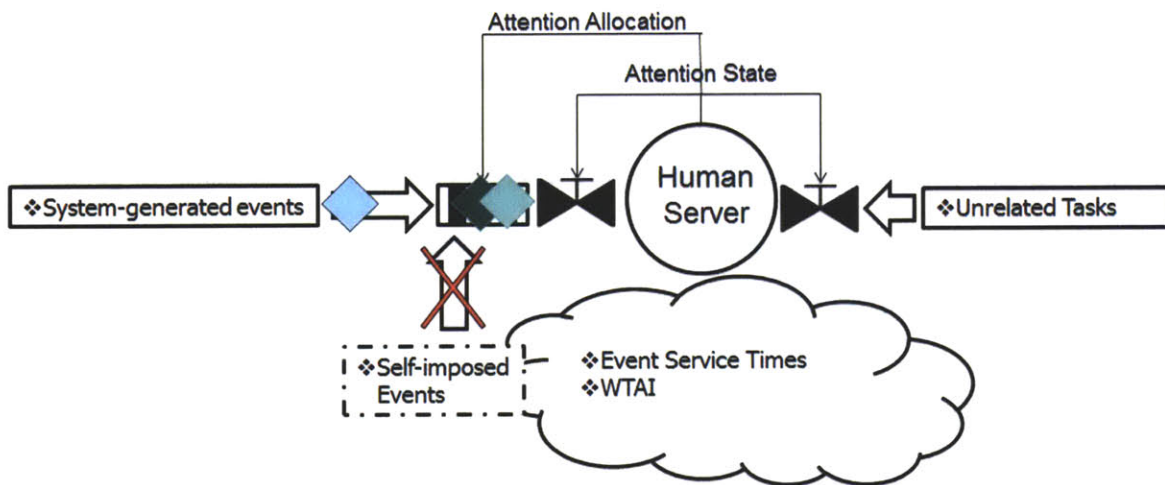 Attention Allocation
Attention State
❖System-generated events
Human
Server
❖Unrelated Tasks
❖Self-imposed
Events
❖Event Service Times
❖WTAI